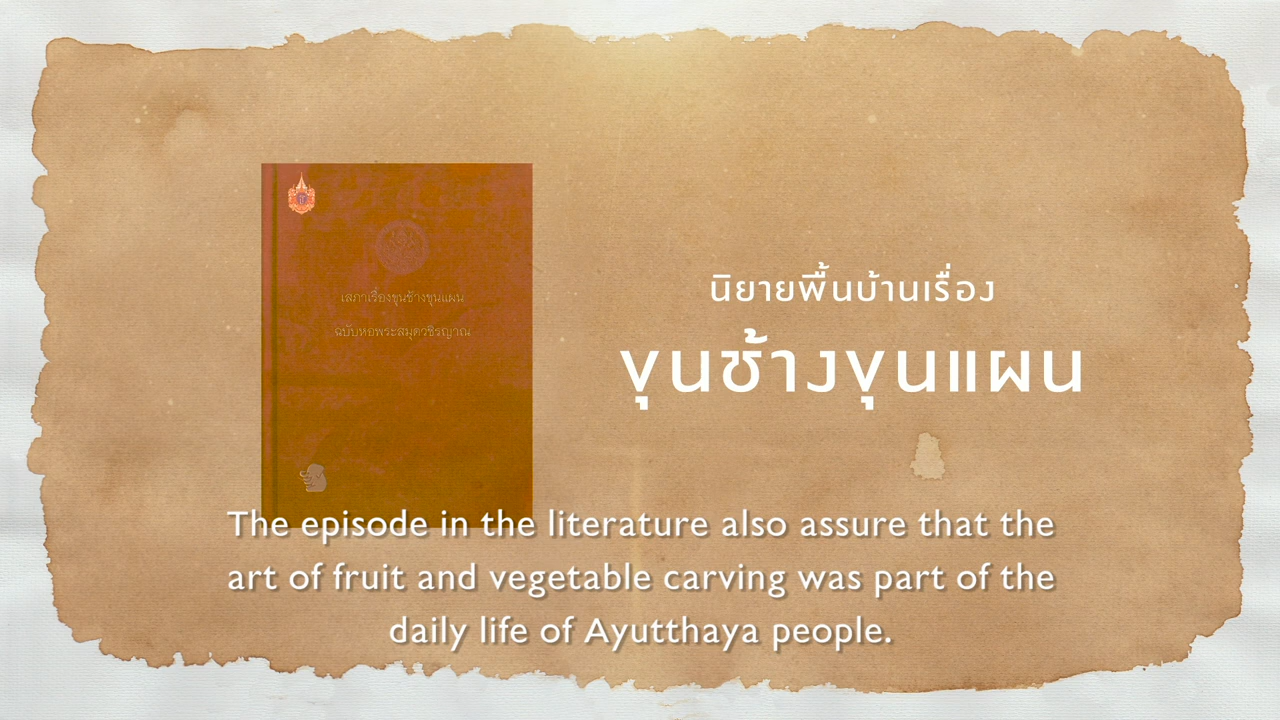 เสภาเรื่องขุนช้างขุนแผน
ฉบับหอพระสมุดวชิรญาณ
นิยายพื้นบ้านเรื่อง
ขุนช้างขุนแผน
The episode in the literature also assure that the
art of fruit and vegetable carving was part of the
daily life of Ayutthaya people.